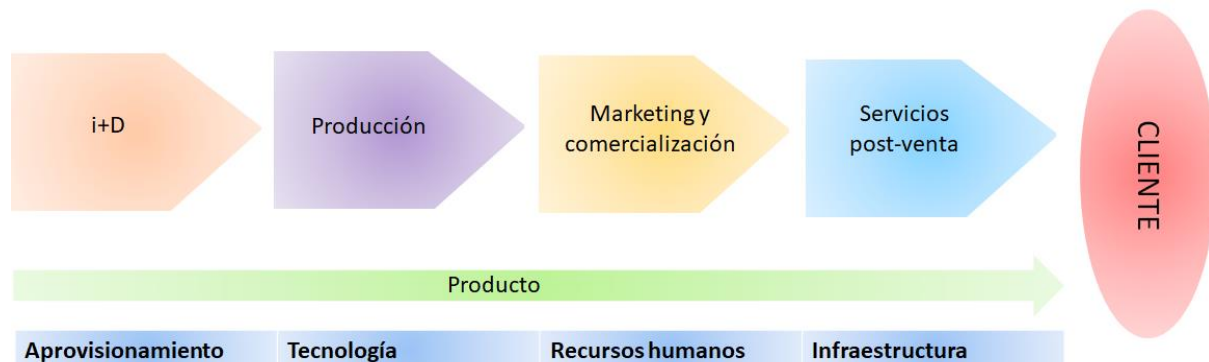 i+D
Producción
Marketing y
comercialización
Servicios
post-venta
CLIENTE
Producto
Aprovisionamiento
Tecnología
Recursos humanos
Infraestructura